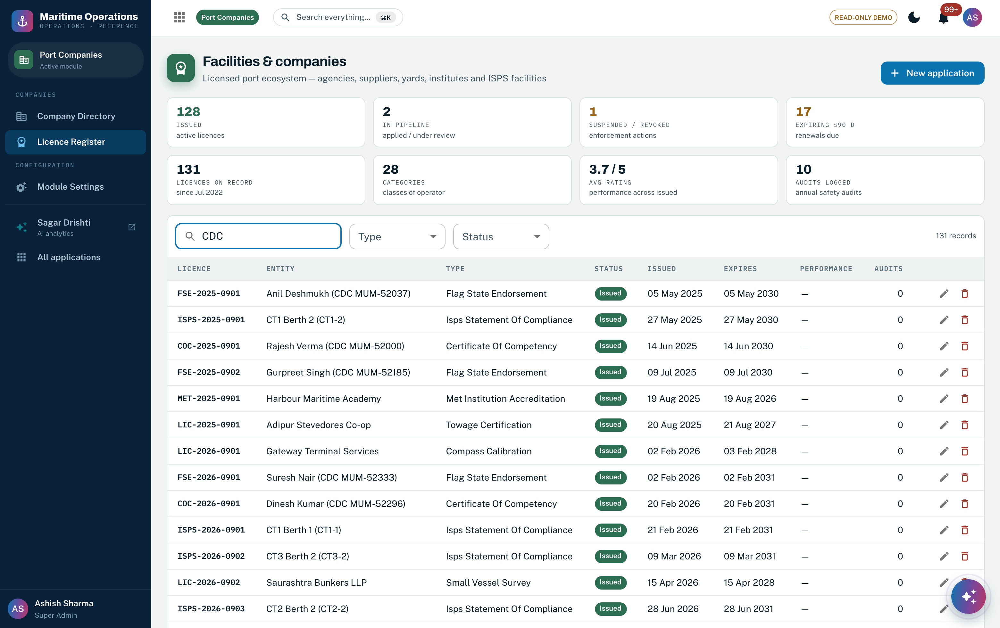 Maritime Operations
OPERATIONS · REFERENCE
Port Companies
Active module
COMPANIES
Company Directory
Licence Register
CONFIGURATION
Module Settings
Sagar Drishti
AI analytics
All applications
AS
Ashish Sharma
Super Admin
Port Companies
Search everything...
⌘K
READ-ONLY DEMO
99+
AS
Facilities & companies
Licensed port ecosystem — agencies, suppliers, yards, institutes and ISPS facilities
New application
128
ISSUED
active licences
2
IN PIPELINE
applied / under review
1
SUSPENDED / REVOKED
enforcement actions
17
EXPIRING ≤90 D
renewals due
131
LICENCES ON RECORD
since Jul 2022
28
CATEGORIES
classes of operator
3.7 / 5
AVG RATING
performance across issued
10
AUDITS LOGGED
annual safety audits
CDC
Type
Status
131 records
LICENCE ENTITY TYPE STATUS ISSUED EXPIRES PERFORMANCE AUDITS
FSE-2025-0901 Anil Deshmukh (CDC MUM-52037) Flag State Endorsement Issued 05 May 2025 05 May 2030 — 0
ISPS-2025-0901 CT1 Berth 2 (CT1-2) Isps Statement Of Compliance Issued 27 May 2025 27 May 2030 — 0
COC-2025-0901 Rajesh Verma (CDC MUM-52000) Certificate Of Competency Issued 14 Jun 2025 14 Jun 2030 — 0
FSE-2025-0902 Gurpreet Singh (CDC MUM-52185) Flag State Endorsement Issued 09 Jul 2025 09 Jul 2030 — 0
MET-2025-0901 Harbour Maritime Academy Met Institution Accreditation Issued 19 Aug 2025 19 Aug 2026 — 0
LIC-2025-0901 Adipur Stevedores Co-op Towage Certification Issued 20 Aug 2025 21 Aug 2027 — 0
LIC-2026-0901 Gateway Terminal Services Compass Calibration Issued 02 Feb 2026 03 Feb 2028 — 0
FSE-2026-0901 Suresh Nair (CDC MUM-52333) Flag State Endorsement Issued 02 Feb 2026 02 Feb 2031 — 0
COC-2026-0901 Dinesh Kumar (CDC MUM-52296) Certificate Of Competency Issued 20 Feb 2026 20 Feb 2031 — 0
ISPS-2026-0901 CT1 Berth 1 (CT1-1) Isps Statement Of Compliance Issued 21 Feb 2026 21 Feb 2031 — 0
ISPS-2026-0902 CT3 Berth 2 (CT3-2) Isps Statement Of Compliance Issued 09 Mar 2026 09 Mar 2031 — 0
LIC-2026-0902 Saurashtra Bunkers LLP Small Vessel Survey Issued 15 Apr 2026 15 Apr 2028 — 0
ISPS-2026-0903 CT2 Berth 2 (CT2-2) Isps Statement Of Compliance Issued 28 Jun 2026 28 Jun 2031 — 0